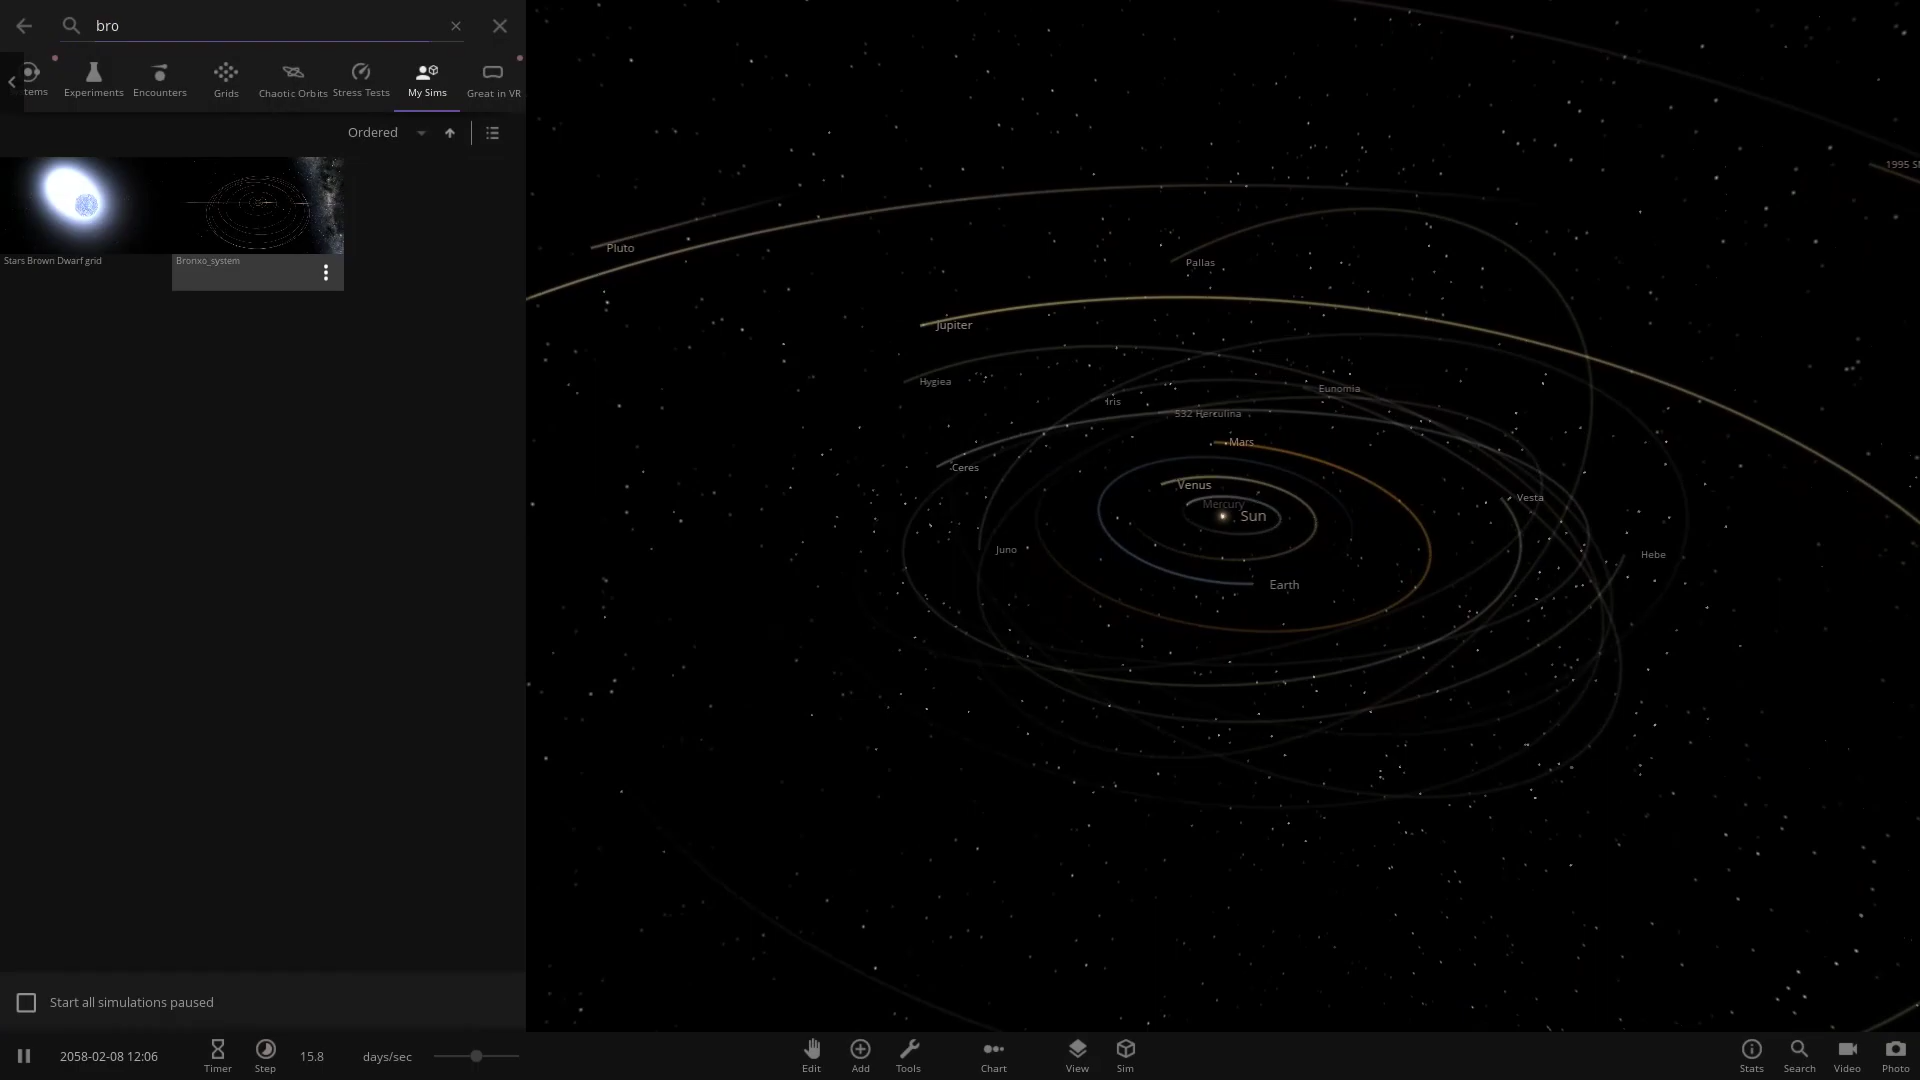 bro
tems
Experiments
Encounters
Grids
Chaotic Orbits
Stress Tests
My Sims
Great in VR
Ordered
Stars Brown Dwarf grid
Bronxo_system
1995 S
Pluto
Pallas
Jupiter
Hygiea
Eunomia
Iris
532 Herculina
Mars
Ceres
Venus
Vesta
Mercury
Sun
Juno
Hebe
Earth
Start all simulations paused
2058-02-08 12:06
Timer
Step
15.8
days/sec
Edit
Add
Tools
Chart
View
Sim
Stats
Search
Video
Photo